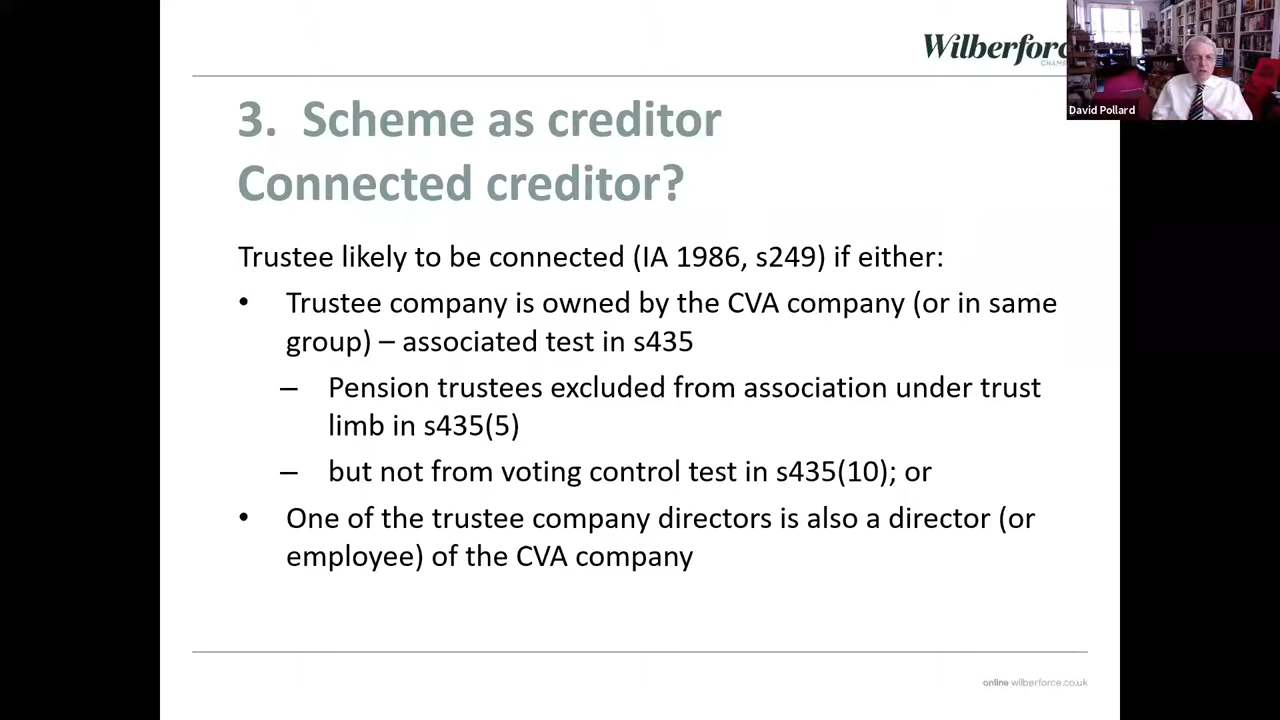 Wilberforc
David Pollard
3. Scheme as creditor
Connected creditor?
Trustee likely to be connected (IA 1986, s249) if either:
• Trustee company is owned by the CVA company (or in same
group) – associated test in s435
– Pension trustees excluded from association under trust
limb in s435(5)
– but not from voting control test in s435(10); or
• One of the trustee company directors is also a director (or
employee) of the CVA company
online.wilberforce.co.uk